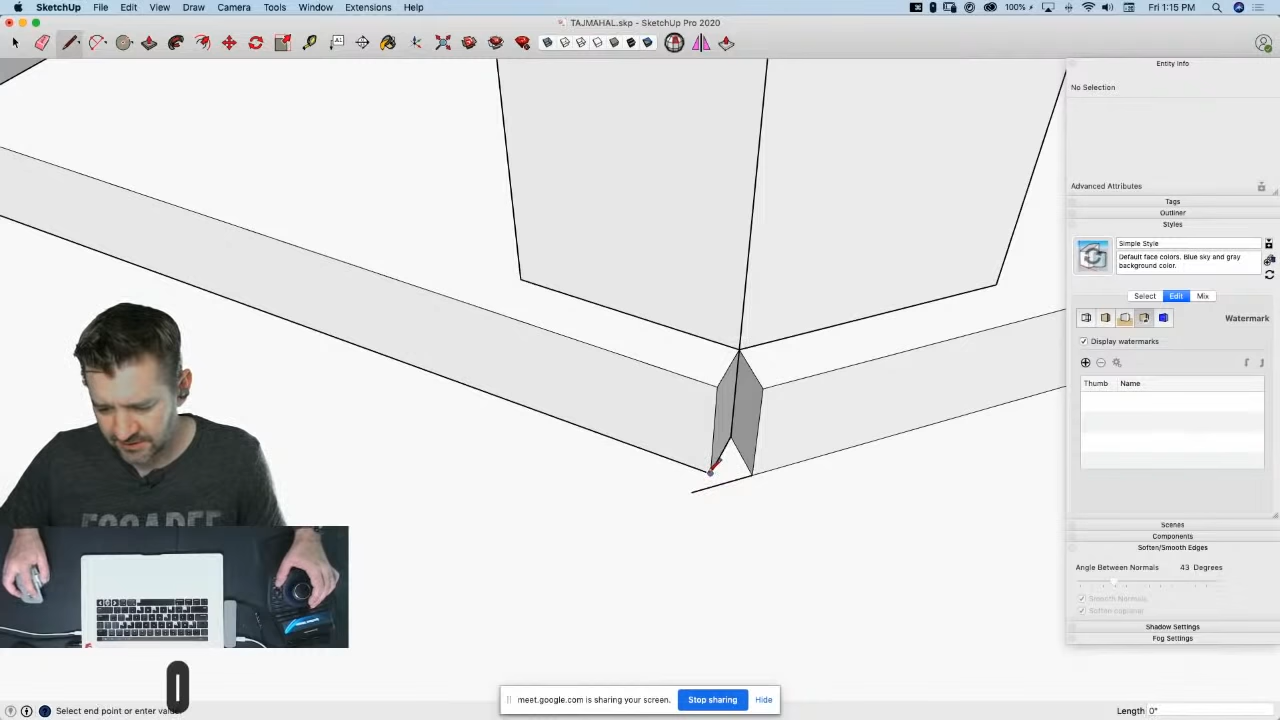 SketchUp File Edit View Draw Camera Tools Window Extensions Help 100% Fri 1:15 PM
TAJMAHAL.skp - SketchUp Pro 2020
Entity Info
No Selection
Advanced Attributes
Tags
Outliner
Styles
Simple Style
Default face colors. Blue sky and gray
background color.
Select Edit Mix
Watermark
Display watermarks
Thumb Name
Scenes
Components
Soften/Smooth Edges
Angle Between Normals 43 Degrees
Smooth Normals
Soften coplanar
Shadow Settings
Fog Settings
meet.google.com is sharing your screen. Stop sharing Hide
Select end point or enter value.
Length 0"